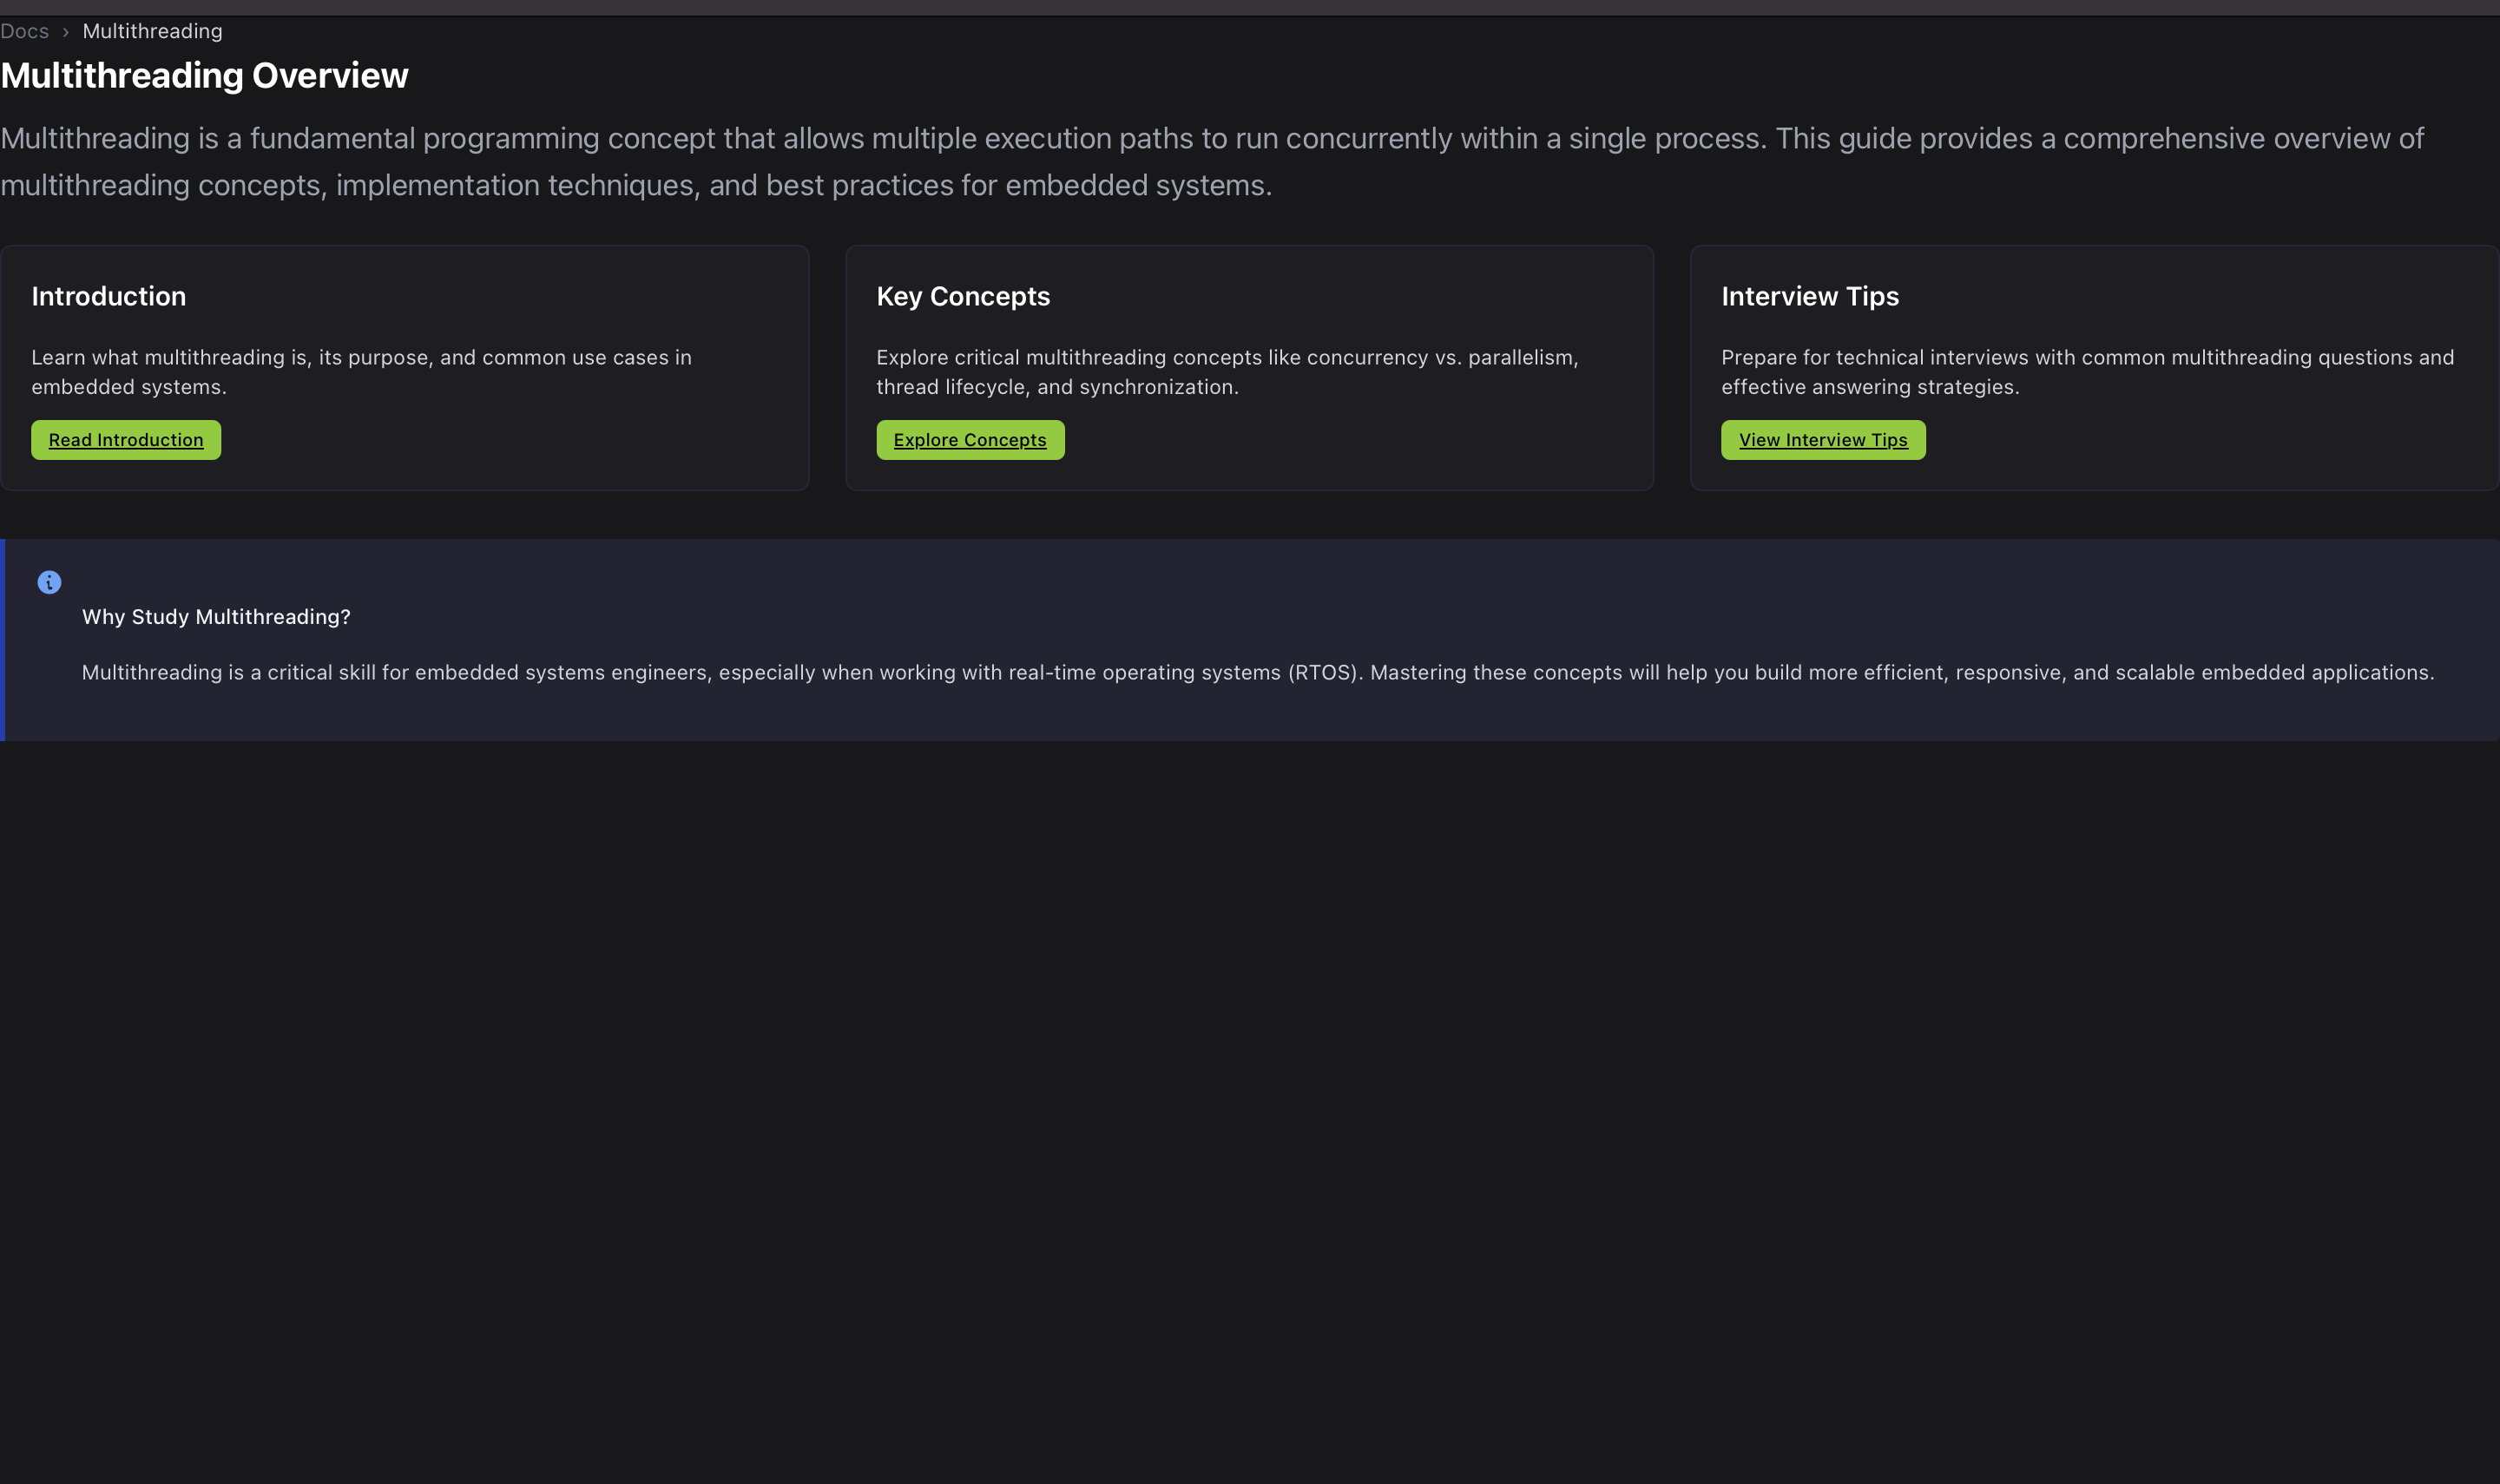 Docs › Multithreading
Multithreading Overview
Multithreading is a fundamental programming concept that allows multiple execution paths to run concurrently within a single process. This guide provides a comprehensive overview of
multithreading concepts, implementation techniques, and best practices for embedded systems.
Introduction
Learn what multithreading is, its purpose, and common use cases in
embedded systems.
Read Introduction
Key Concepts
Explore critical multithreading concepts like concurrency vs. parallelism,
thread lifecycle, and synchronization.
Explore Concepts
Interview Tips
Prepare for technical interviews with common multithreading questions and
effective answering strategies.
View Interview Tips
Why Study Multithreading?
Multithreading is a critical skill for embedded systems engineers, especially when working with real-time operating systems (RTOS). Mastering these concepts will help you build more efficient, responsive, and scalable embedded applications.